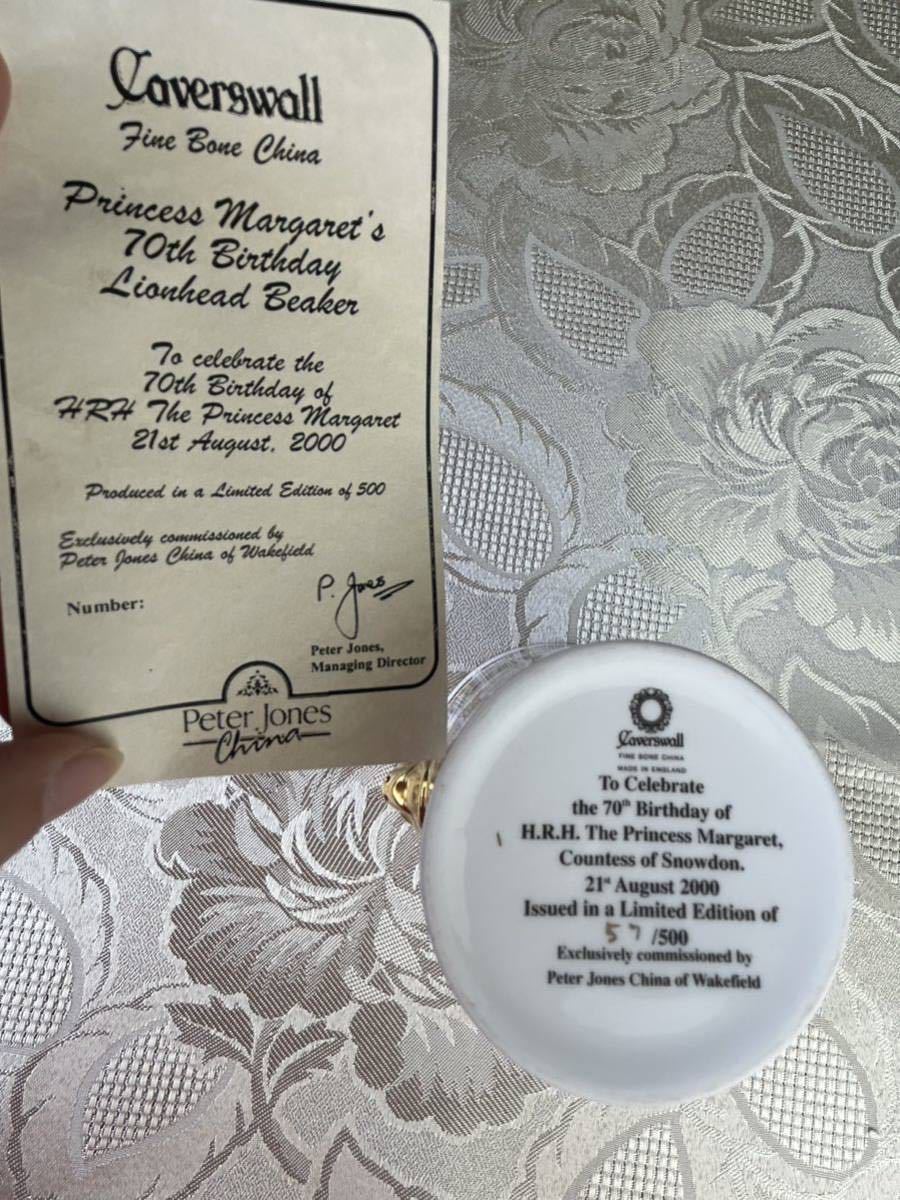 Caverswall
Fine Bone China
Princess Margaret's
70th Birthday
Lionhead Beaker
To celebrate the
70th Birthday of
HRH The Princess Margaret
21st August, 2000
Produced in a Limited Edition of 500
Exclusively commissioned by
Peter Jones China of Wakefield
Number:
P. Jones
Peter Jones,
Managing Director
Peter Jones
China
Caverswall
FINE BONE CHINA
MADE IN ENGLAND
To Celebrate
the 70th Birthday of
H.R.H. The Princess Margaret,
Countess of Snowdon.
21st August 2000
Issued in a Limited Edition of
57 /500
Exclusively commissioned by
Peter Jones China of Wakefield